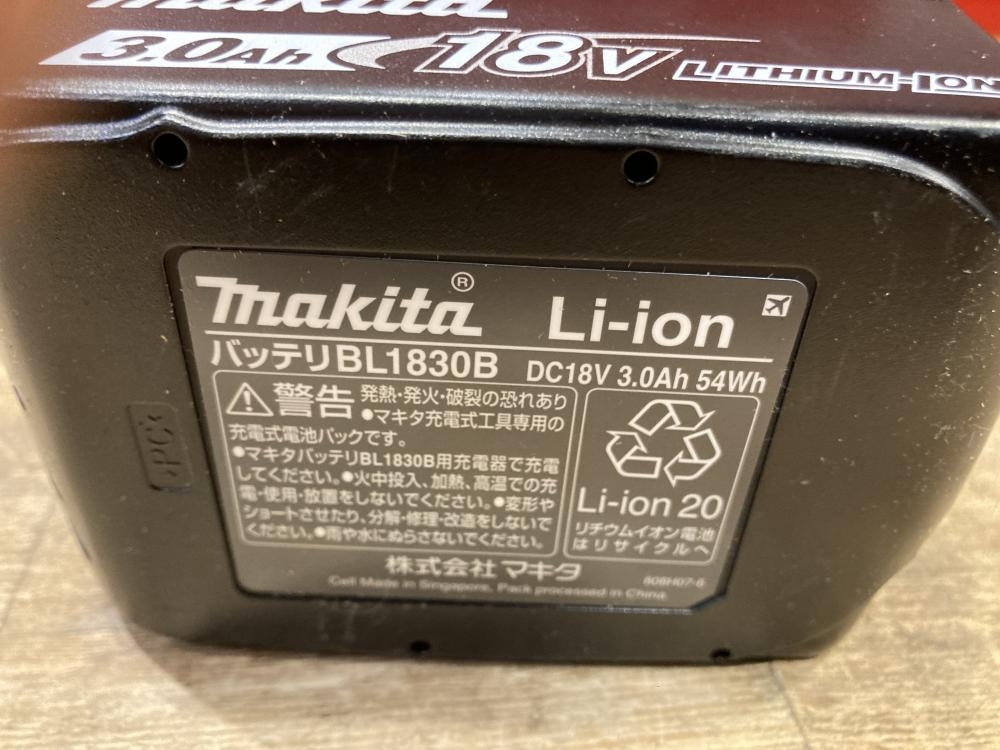 makita
3.0Ah 18V LITHIUM-ION
makita® Li-ion
バッテリBL1830B DC18V 3.0Ah 54Wh
警告 発熱・発火・破裂の恐れあり
●マキタ充電式工具専用の
充電式電池パックです。
●マキタバッテリBL1830B用充電器で充電
してください。●火中投入、加熱、高温での充
電・使用・放置をしないでください。●変形や
ショートさせたり、分解・修理・改造をしないで
ください。●雨や水にぬらさないでください。
Li-ion 20
リチウムイオン電池
はリサイクルへ
株式会社 マキタ
Cell Made in Singapore, Pack processed in China
808H07-6
>PC<